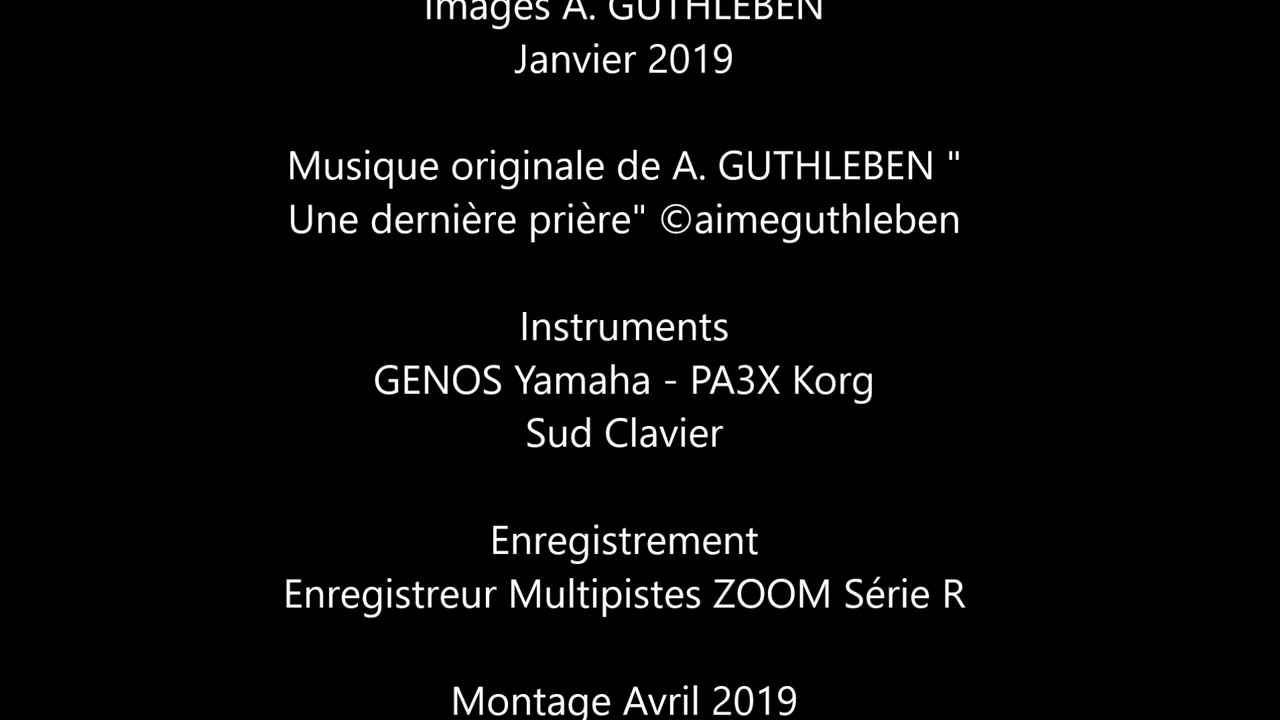 Images A. GUTHLEBEN
Janvier 2019
Musique originale de A. GUTHLEBEN "
Une dernière prière" ©aimeguthleben
Instruments
GENOS Yamaha - PA3X Korg
Sud Clavier
Enregistrement
Enregistreur Multipistes ZOOM Série R
Montage Avril 2019